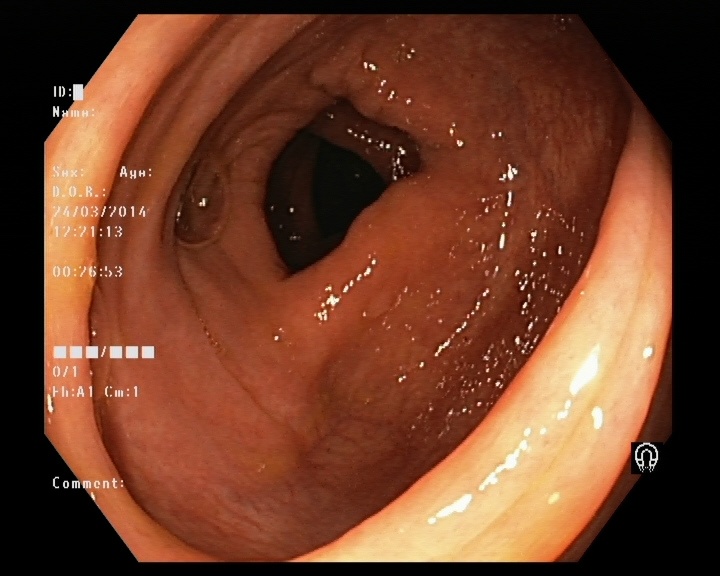 ID:
Name:
Sex: Age:
D.O.B.:
24/03/2014
12:21:13
00:26:53
■■■/■■■
0/1
Eh:A1 Cm:1
Comment: